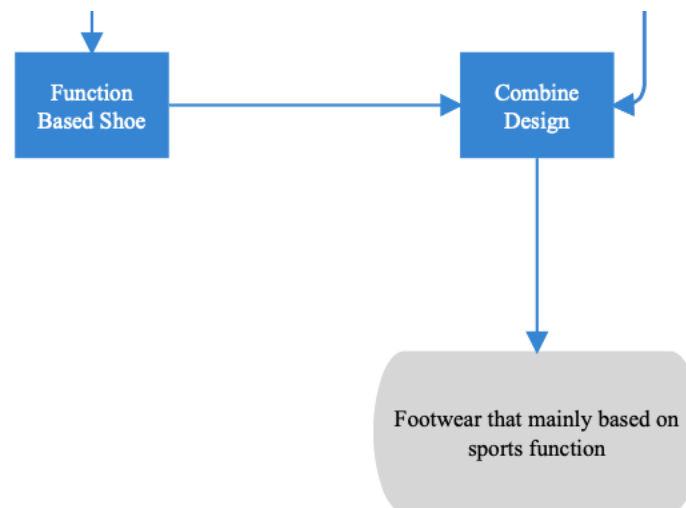 Function
Based Shoe
Combine
Design
Footwear that mainly based on
sports function